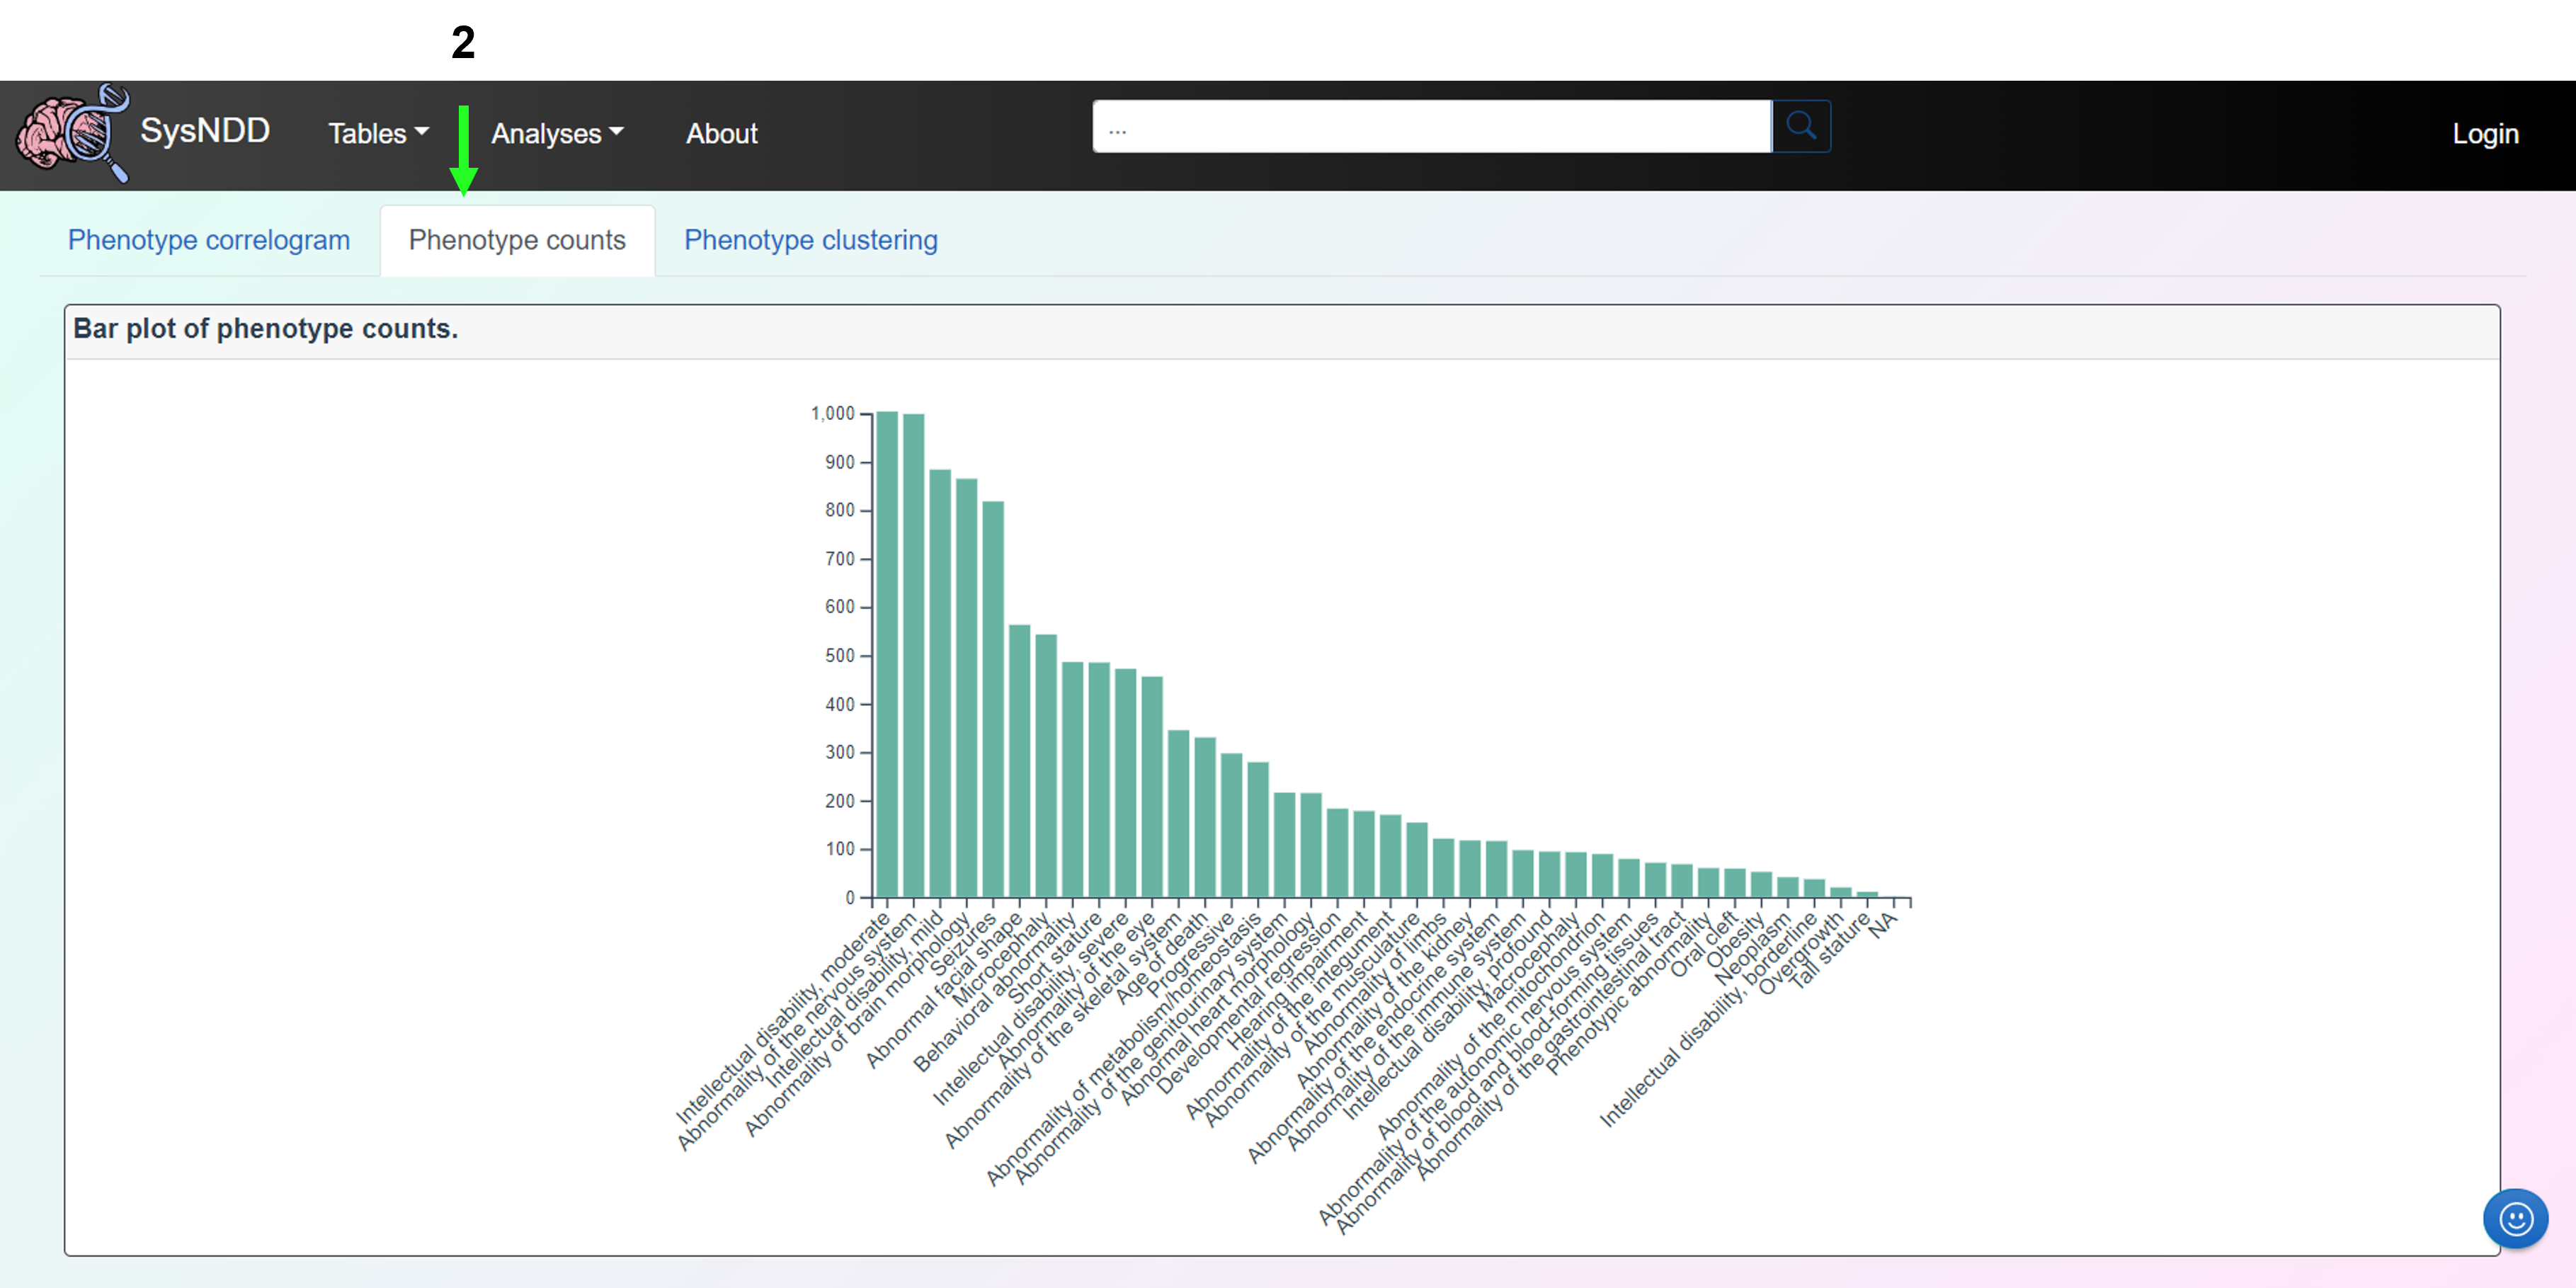 2
SysNDD Tables Analyses About ... Login
Phenotype correlogram Phenotype counts Phenotype clustering
Bar plot of phenotype counts.
1,000
900
800
700
600
500
400
300
200
100
0
Intellectual disability, moderate
Abnormality of the nervous system
Intellectual disability, mild
Abnormality of brain morphology
Seizures
Abnormal facial shape
Microcephaly
Behavioral abnormality
Short stature
Intellectual disability, severe
Abnormality of the eye
Abnormality of the skeletal system
Age of death
Progressive
Abnormality of metabolism/homeostasis
Abnormality of the genitourinary system
Abnormal heart morphology
Developmental regression
Hearing impairment
Abnormality of the integument
Abnormality of the musculature
Abnormality of limbs
Abnormality of the kidney
Abnormality of the endocrine system
Abnormality of the immune system
Intellectual disability, profound
Macrocephaly
Abnormality of the mitochondrion
Abnormality of the autonomic nervous system
Abnormality of blood and blood-forming tissues
Abnormality of the gastrointestinal tract
Phenotypic abnormality
Oral cleft
Obesity
Neoplasm
Intellectual disability, borderline
Overgrowth
Tall stature
NA